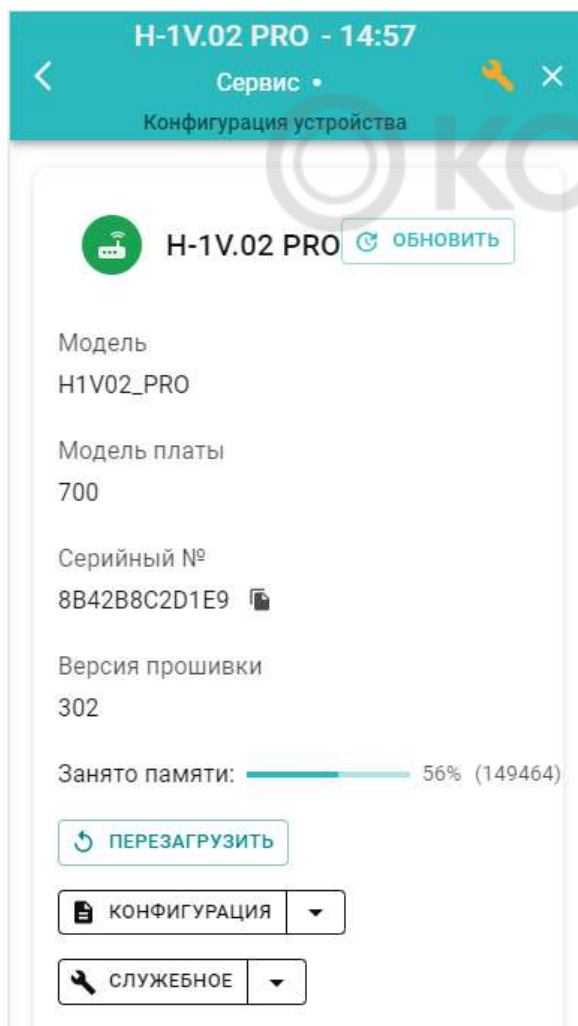 H-1V.02 PRO - 14:57
Сервис •
Конфигурация устройства
H-1V.02 PRO
ОБНОВИТЬ
Модель
H1V02_PRO
Модель платы
700
Серийный №
8B42B8C2D1E9
Версия прошивки
302
Занято памяти: 56% (149464)
ПЕРЕЗАГРУЗИТЬ
КОНФИГУРАЦИЯ
СЛУЖЕБНОЕ